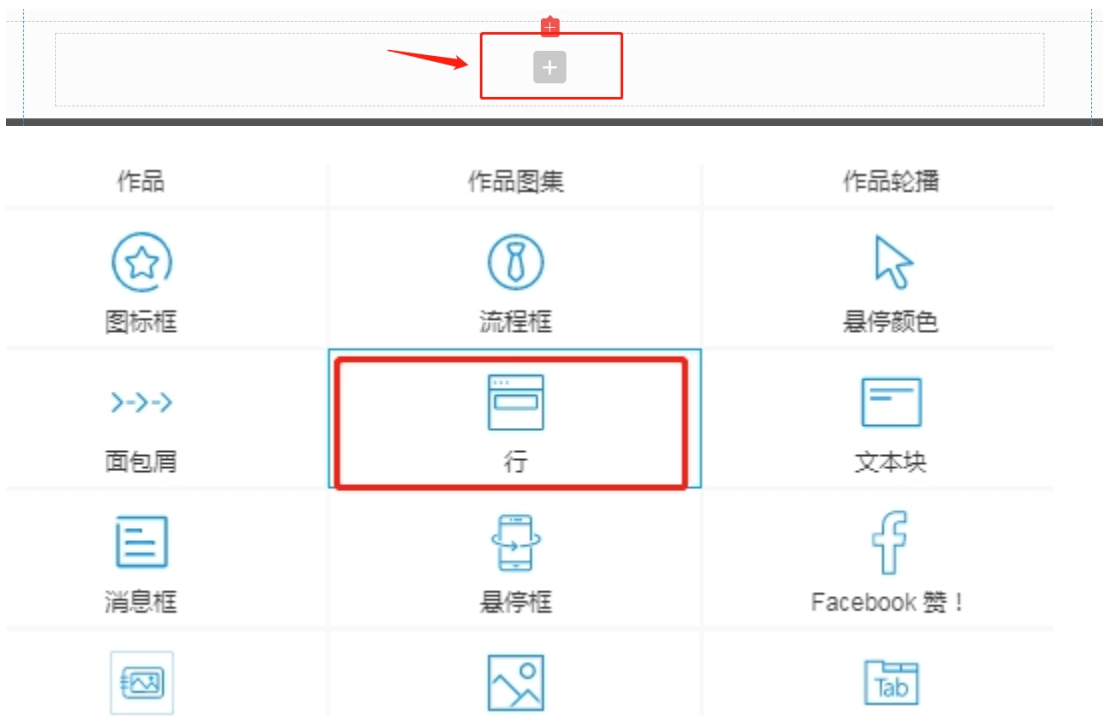 作品
作品图集
作品轮播
图标框
流程框
悬停颜色
面包屑
行
文本块
消息框
悬停框
Facebook 赞！
Tab